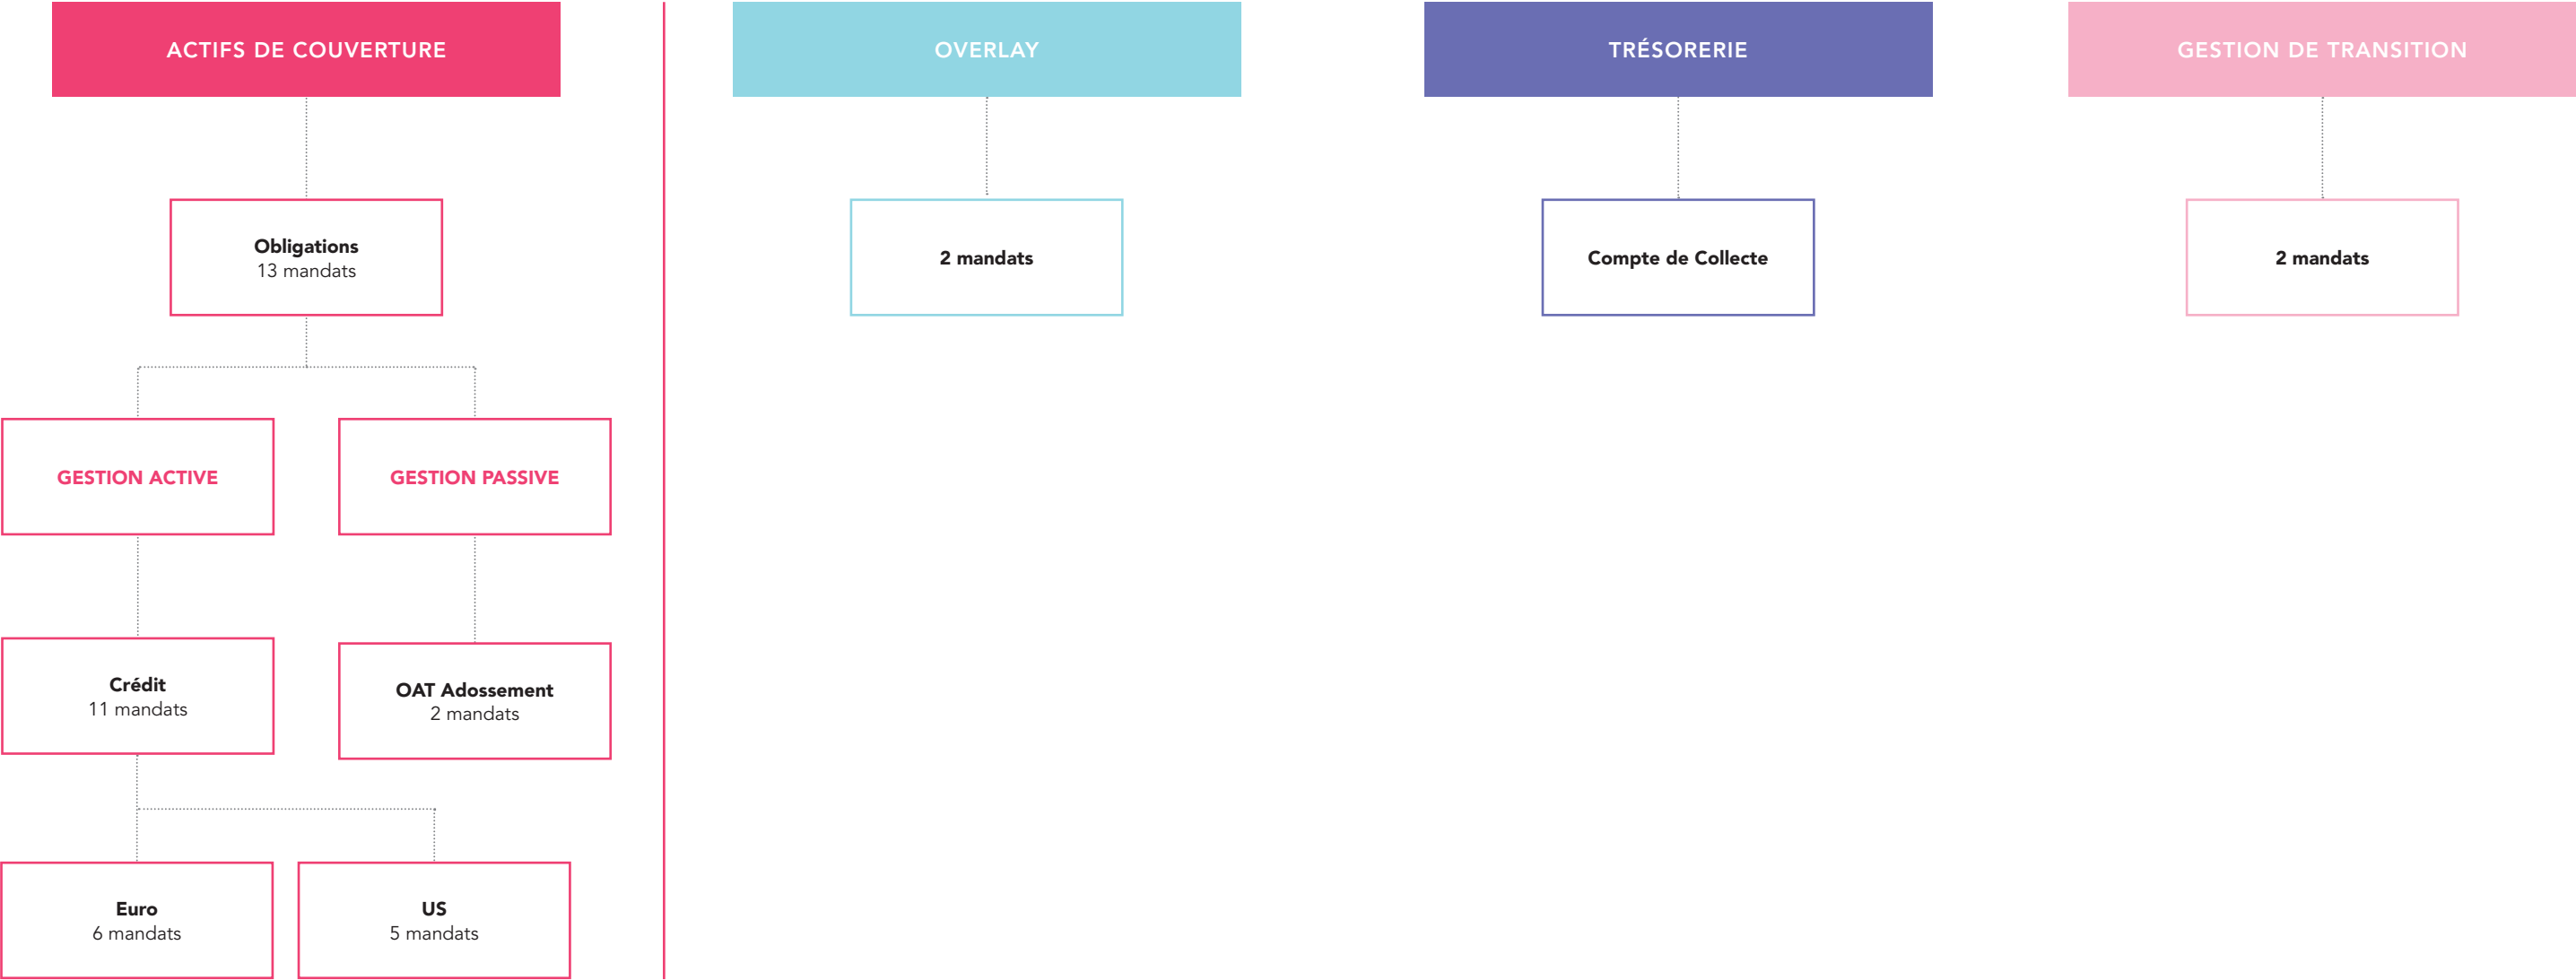 ACTIFS DE COUVERTURE
OVERLAY
TRÉSORERIE
GESTION DE TRANSITION
Obligations
13 mandats
2 mandats
Compte de Collecte
2 mandats
GESTION ACTIVE
GESTION PASSIVE
Crédit
11 mandats
OAT Adossement
2 mandats
Euro
6 mandats
US
5 mandats